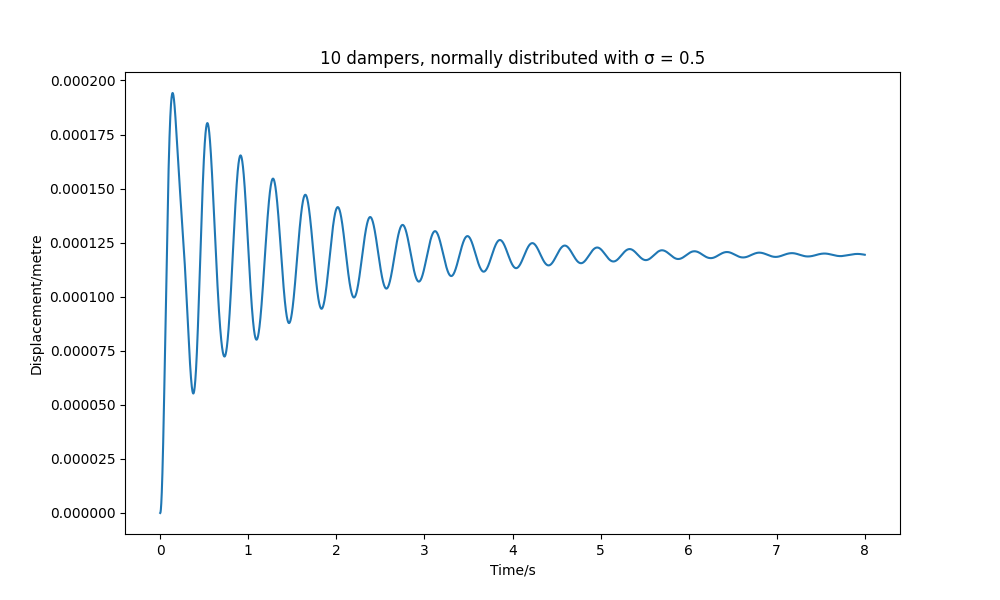 10 dampers, normally distributed with σ = 0.5
0.000200
0.000175
0.000150
0.000125
0.000100
0.000075
0.000050
0.000025
0.000000
Displacement/metre
0 1 2 3 4 5 6 7 8
Time/s